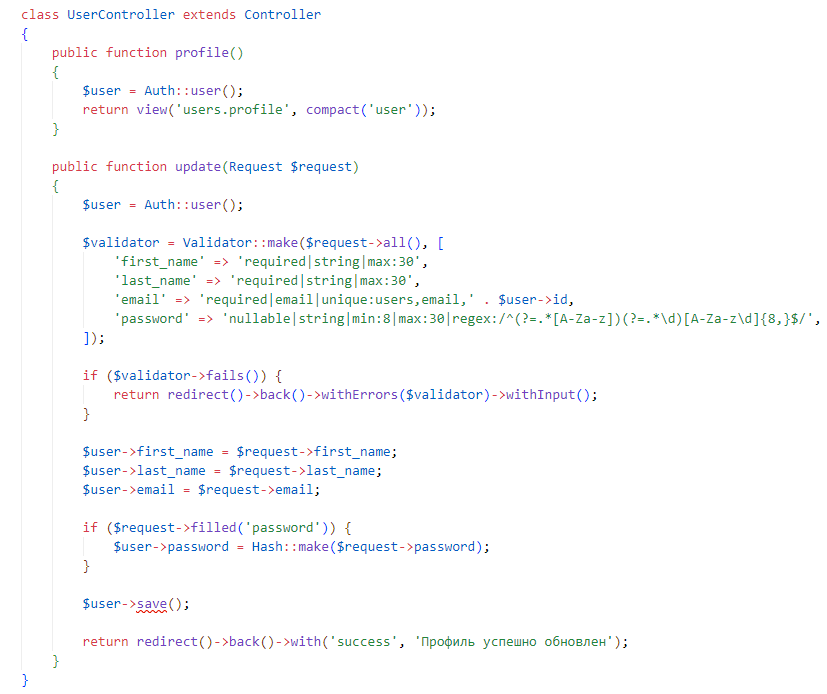 class UserController extends Controller
{
    public function profile()
    {
        $user = Auth::user();
        return view('users.profile', compact('user'));
    }

    public function update(Request $request)
    {
        $user = Auth::user();

        $validator = Validator::make($request->all(), [
            'first_name' => 'required|string|max:30',
            'last_name' => 'required|string|max:30',
            'email' => 'required|email|unique:users,email,' . $user->id,
            'password' => 'nullable|string|min:8|max:30|regex:/^(?=.*[A-Za-z])(?=.*\d)[A-Za-z\d]{8,}$/',
        ]);

        if ($validator->fails()) {
            return redirect()->back()->withErrors($validator)->withInput();
        }

        $user->first_name = $request->first_name;
        $user->last_name = $request->last_name;
        $user->email = $request->email;

        if ($request->filled('password')) {
            $user->password = Hash::make($request->password);
        }

        $user->save();

        return redirect()->back()->with('success', 'Профиль успешно обновлен');
    }
}